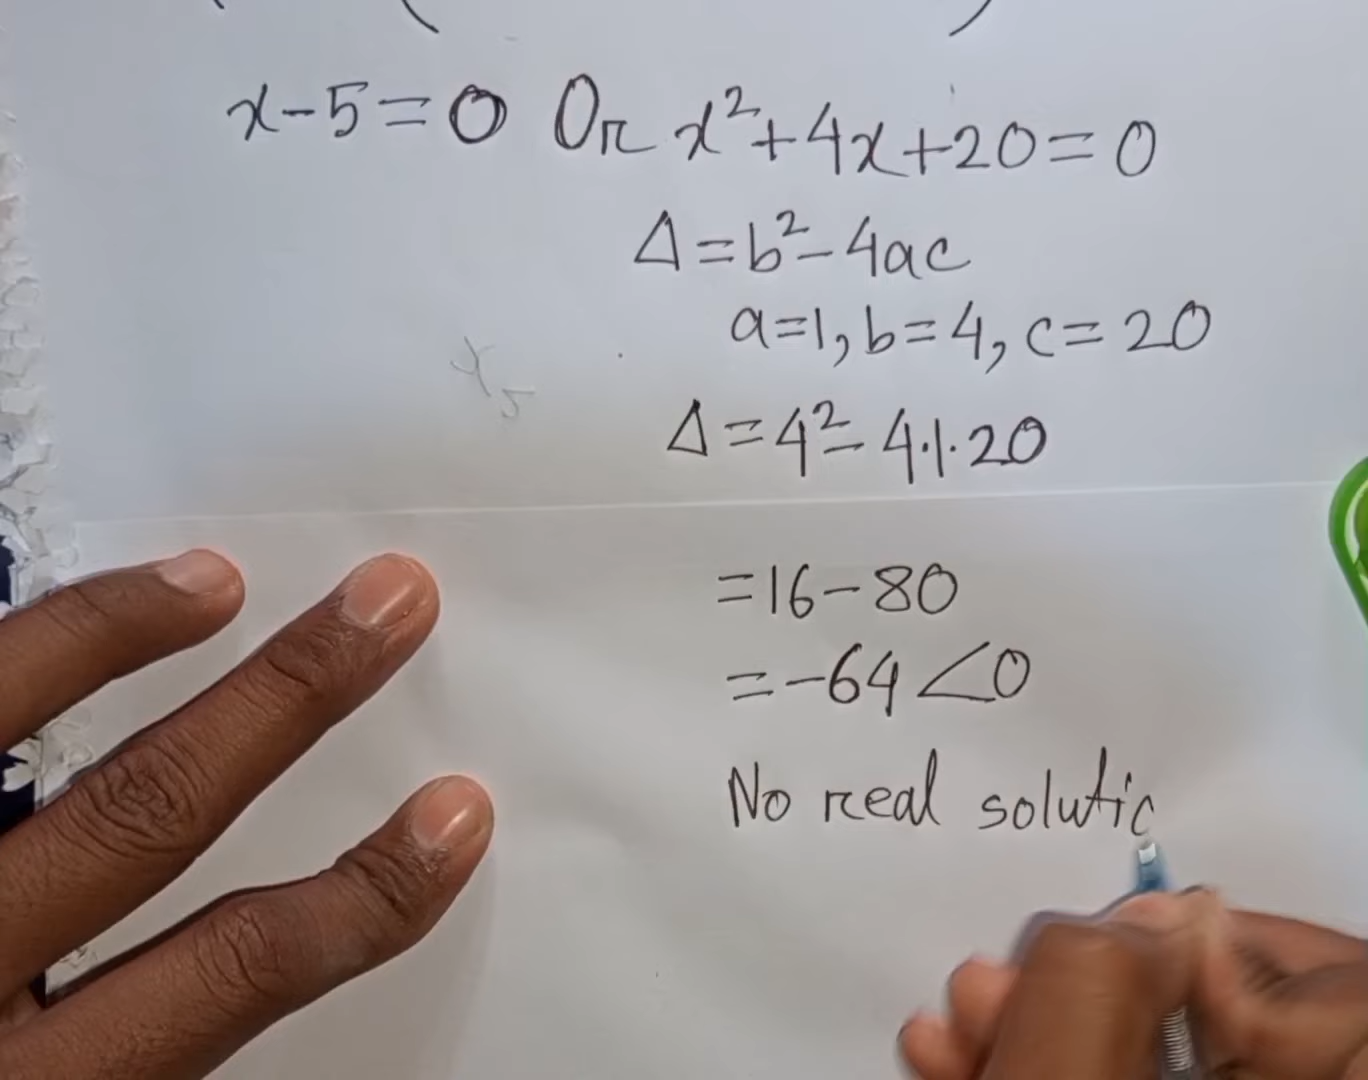 x-5=0 Or x²+4x+20=0
Δ=b²-4ac
a=1, b=4, c=20
Δ=4²-4.1.20
=16-80
=-64<0
No real solutio